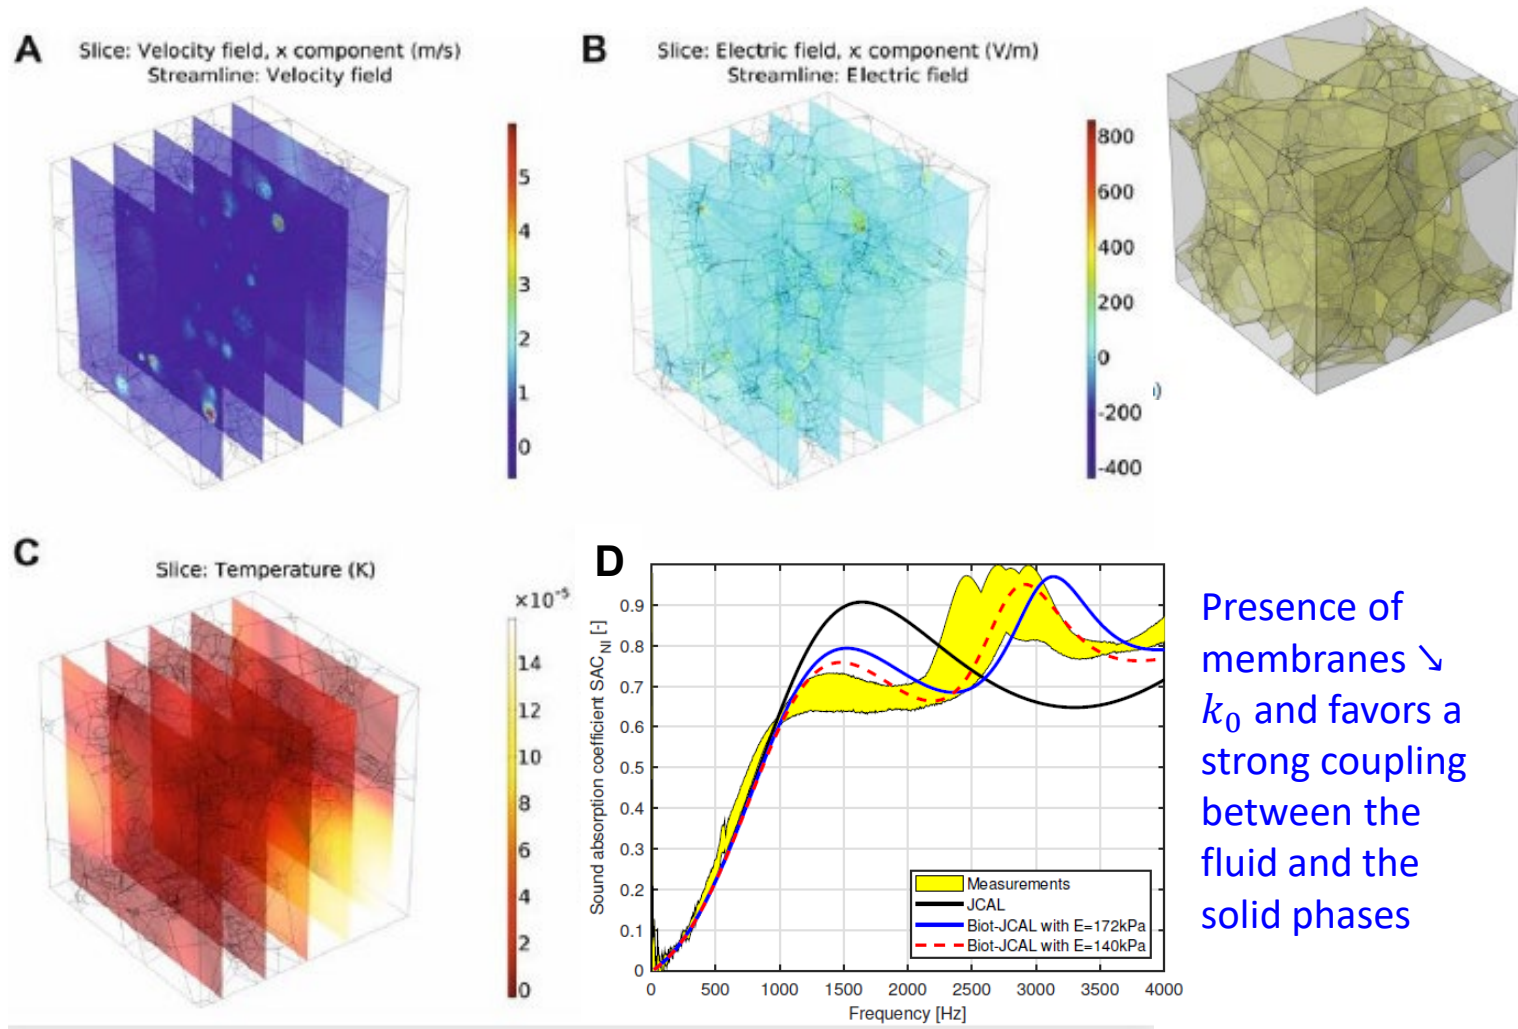 A
Slice: Velocity field, x component (m/s)
Streamline: Velocity field
5
4
3
2
1
0
B
Slice: Electric field, x component (V/m)
Streamline: Electric field
800
600
400
200
0
-200
-400
)
C
Slice: Temperature (K)
×10⁻⁵
14
12
10
8
6
4
2
0
D
Sound absorption coefficient SAC_NI [-]
0.9
0.8
0.7
0.6
0.5
0.4
0.3
0.2
0.1
0
0 500 1000 1500 2000 2500 3000 3500 4000
Frequency [Hz]
Measurements
JCAL
Biot-JCAL with E=172kPa
Biot-JCAL with E=140kPa
Presence of
membranes ↘
k₀ and favors a
strong coupling
between the
fluid and the
solid phases